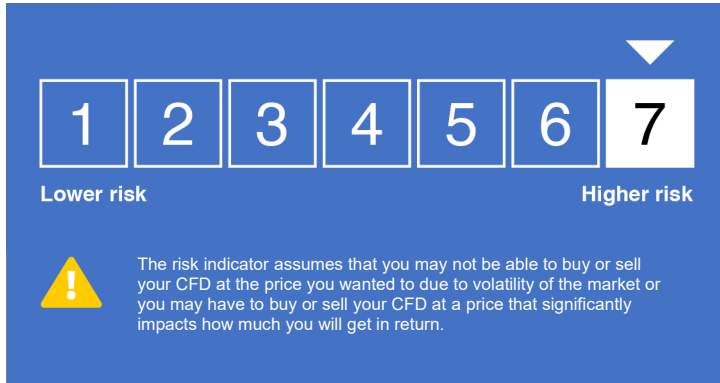 1 2 3 4 5 6 7
Lower risk Higher risk
!
The risk indicator assumes that you may not be able to buy or sell
your CFD at the price you wanted to due to volatility of the market or
you may have to buy or sell your CFD at a price that significantly
impacts how much you will get in return.